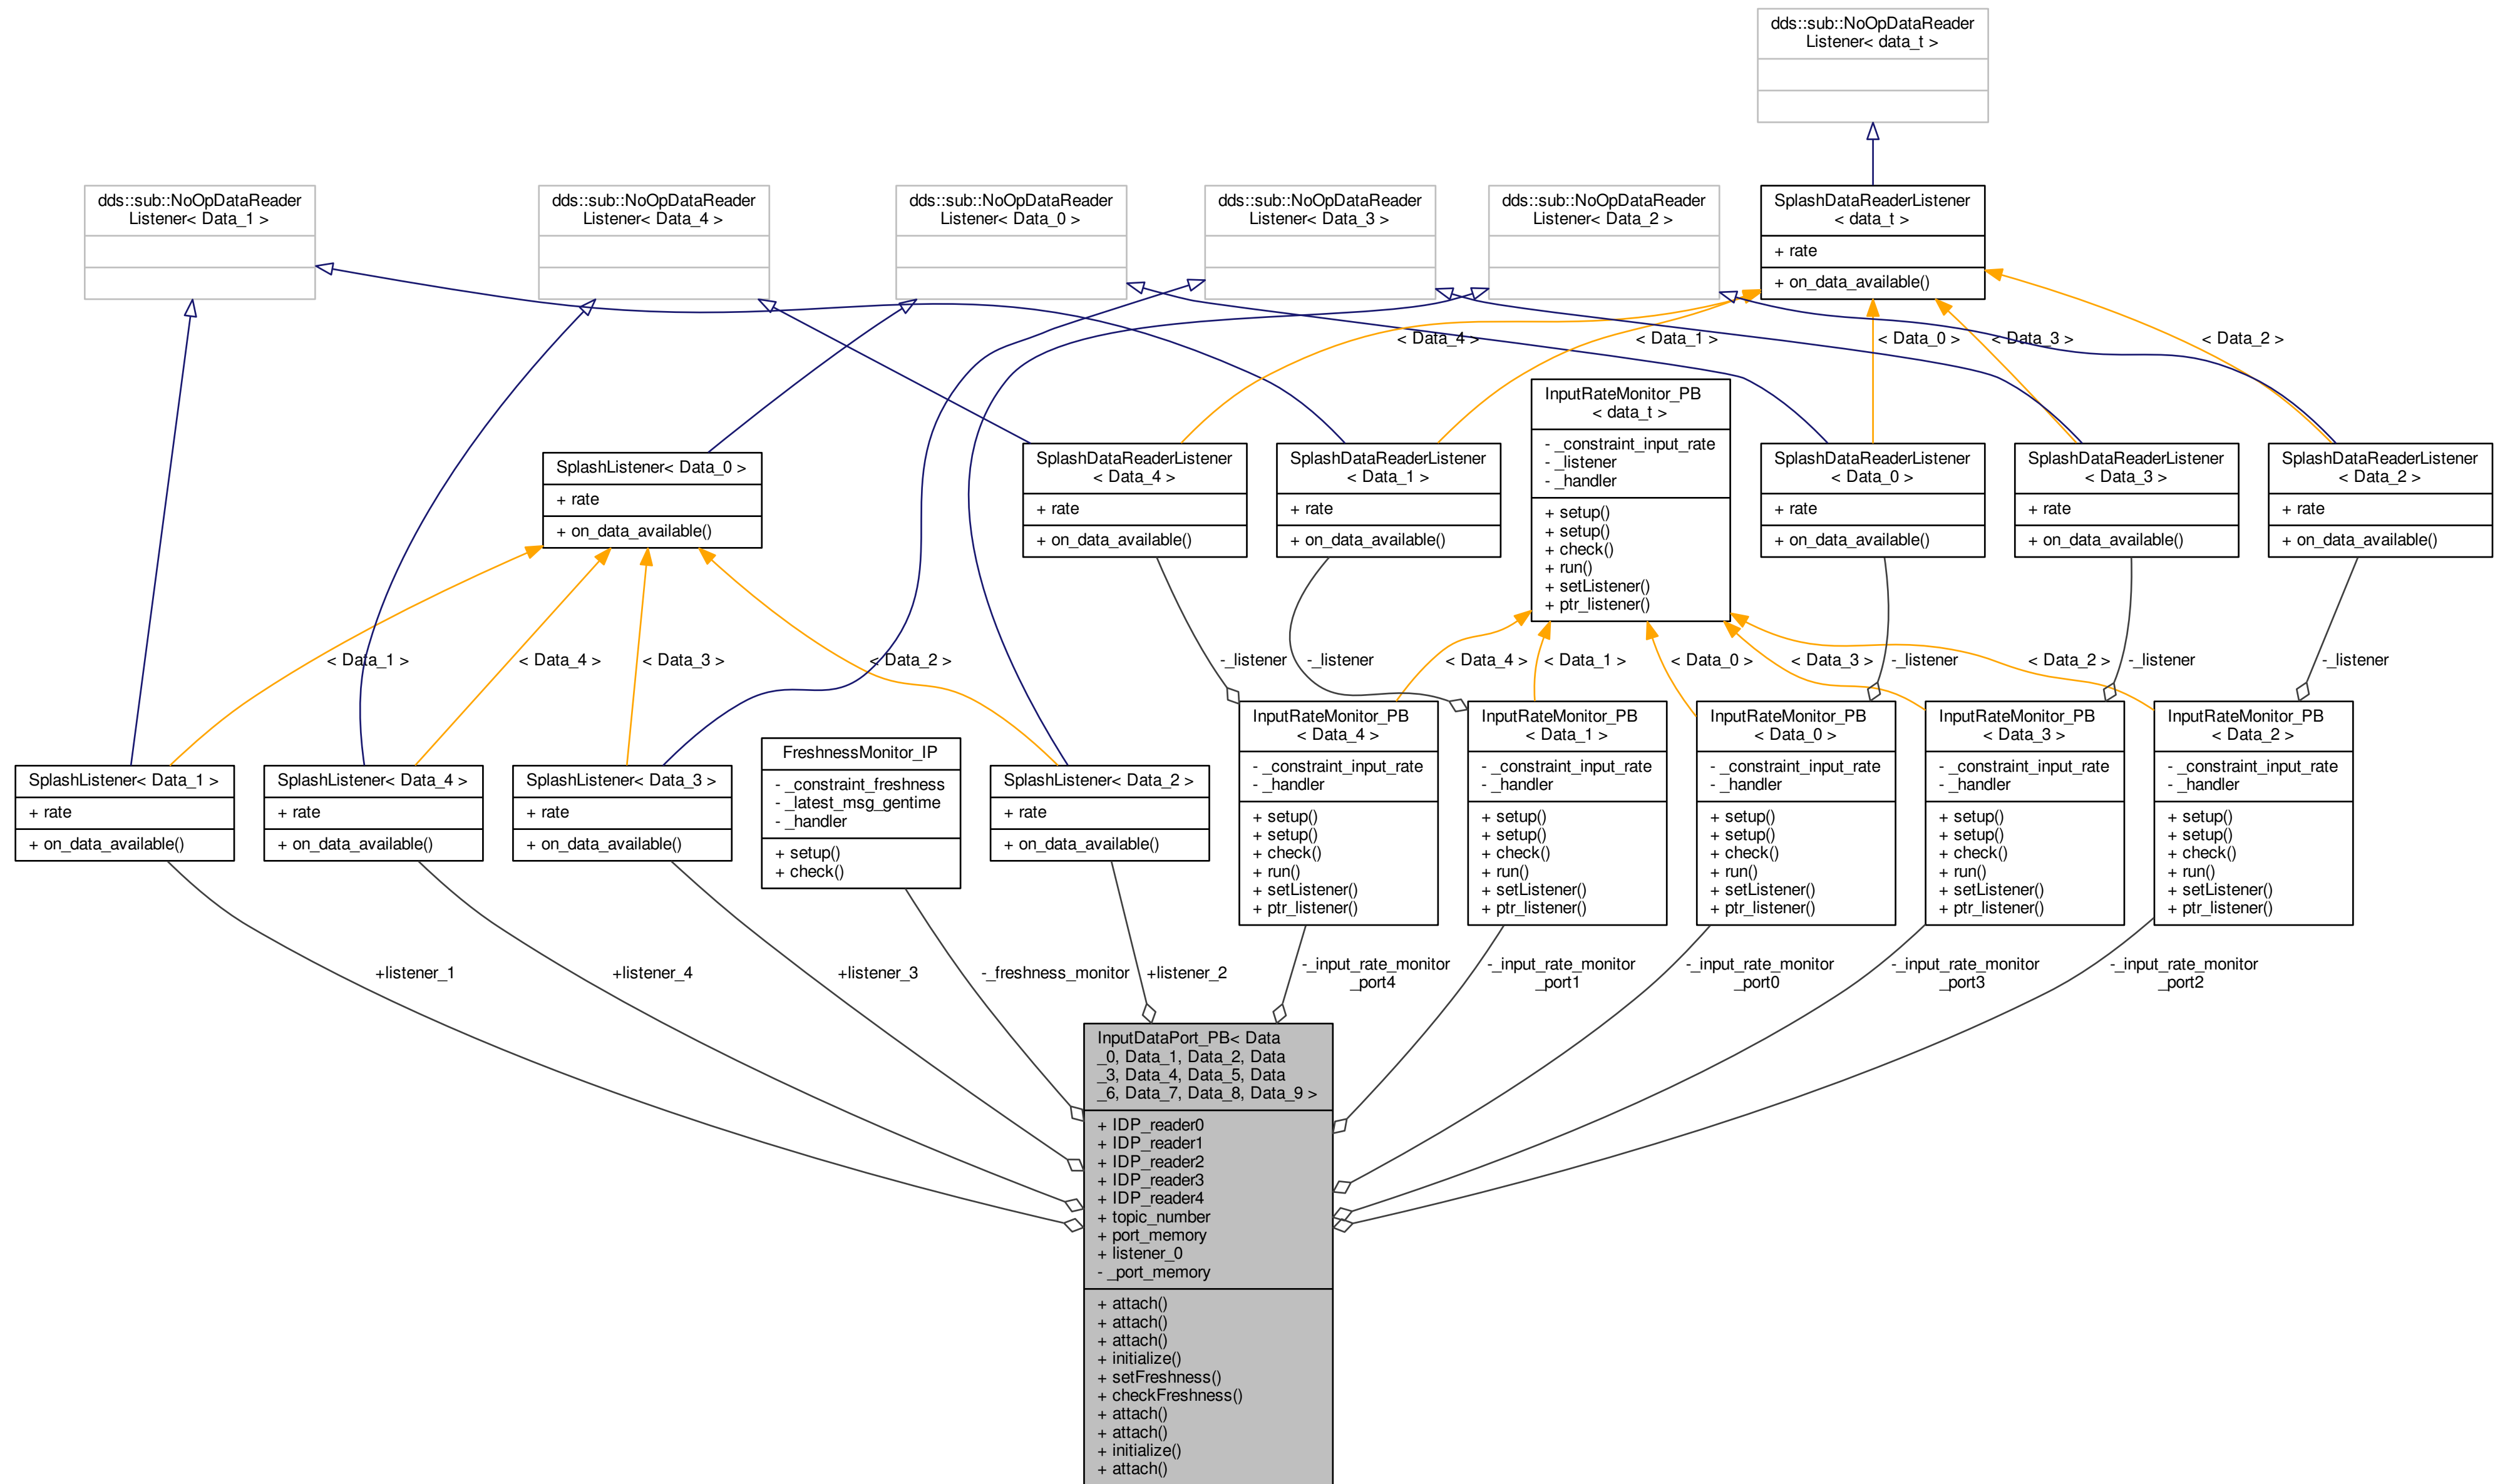 dds::sub::NoOpDataReader
Listener< data_t >
dds::sub::NoOpDataReader
Listener< Data_1 >
dds::sub::NoOpDataReader
Listener< Data_4 >
dds::sub::NoOpDataReader
Listener< Data_0 >
dds::sub::NoOpDataReader
Listener< Data_3 >
dds::sub::NoOpDataReader
Listener< Data_2 >
SplashDataReaderListener
< data_t >
+ rate
+ on_data_available()
< Data_4 >
< Data_1 >
< Data_0 >
< Data_3 >
< Data_2 >
SplashListener< Data_0 >
+ rate
+ on_data_available()
SplashDataReaderListener
< Data_4 >
+ rate
+ on_data_available()
SplashDataReaderListener
< Data_1 >
+ rate
+ on_data_available()
InputRateMonitor_PB
< data_t >
- _constraint_input_rate
- _listener
- _handler
+ setup()
+ setup()
+ check()
+ run()
+ setListener()
+ ptr_listener()
SplashDataReaderListener
< Data_0 >
+ rate
+ on_data_available()
SplashDataReaderListener
< Data_3 >
+ rate
+ on_data_available()
SplashDataReaderListener
< Data_2 >
+ rate
+ on_data_available()
< Data_1 >
< Data_4 >
< Data_3 >
< Data_2 >
-_listener
-_listener
< Data_4 >
< Data_1 >
< Data_0 >
< Data_3 >
-_listener
< Data_2 >
-_listener
-_listener
SplashListener< Data_1 >
+ rate
+ on_data_available()
SplashListener< Data_4 >
+ rate
+ on_data_available()
SplashListener< Data_3 >
+ rate
+ on_data_available()
FreshnessMonitor_IP
- _constraint_freshness
- _latest_msg_gentime
- _handler
+ setup()
+ check()
SplashListener< Data_2 >
+ rate
+ on_data_available()
InputRateMonitor_PB
< Data_4 >
- _constraint_input_rate
- _handler
+ setup()
+ setup()
+ check()
+ run()
+ setListener()
+ ptr_listener()
InputRateMonitor_PB
< Data_1 >
- _constraint_input_rate
- _handler
+ setup()
+ setup()
+ check()
+ run()
+ setListener()
+ ptr_listener()
InputRateMonitor_PB
< Data_0 >
- _constraint_input_rate
- _handler
+ setup()
+ setup()
+ check()
+ run()
+ setListener()
+ ptr_listener()
InputRateMonitor_PB
< Data_3 >
- _constraint_input_rate
- _handler
+ setup()
+ setup()
+ check()
+ run()
+ setListener()
+ ptr_listener()
InputRateMonitor_PB
< Data_2 >
- _constraint_input_rate
- _handler
+ setup()
+ setup()
+ check()
+ run()
+ setListener()
+ ptr_listener()
+listener_1
+listener_4
+listener_3
-_freshness_monitor
+listener_2
-_input_rate_monitor
_port4
-_input_rate_monitor
_port1
-_input_rate_monitor
_port0
-_input_rate_monitor
_port3
-_input_rate_monitor
_port2
InputDataPort_PB< Data
_0, Data_1, Data_2, Data
_3, Data_4, Data_5, Data
_6, Data_7, Data_8, Data_9 >
+ IDP_reader0
+ IDP_reader1
+ IDP_reader2
+ IDP_reader3
+ IDP_reader4
+ topic_number
+ port_memory
+ listener_0
- _port_memory
+ attach()
+ attach()
+ attach()
+ initialize()
+ setFreshness()
+ checkFreshness()
+ attach()
+ attach()
+ initialize()
+ attach()